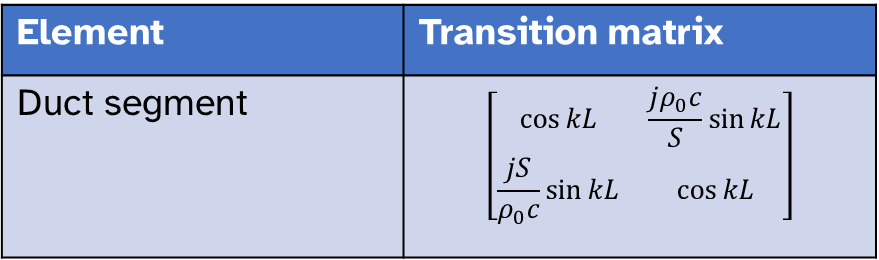 Element Transition matrix
Duct segment
cos kL jρ₀c/S sin kL
jS/ρ₀c sin kL cos kL